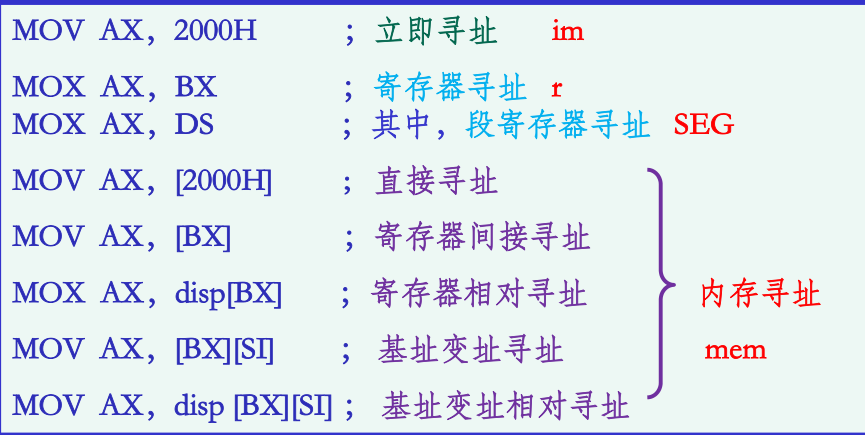 MOV AX，2000H ；立即寻址 im
MOX AX，BX ；寄存器寻址 r
MOX AX，DS ；其中，段寄存器寻址 SEG
MOV AX，[2000H] ；直接寻址
MOV AX，[BX] ；寄存器间接寻址
MOX AX，disp[BX] ；寄存器相对寻址 内存寻址
MOV AX，[BX][SI] ；基址变址寻址 mem
MOV AX，disp [BX][SI] ；基址变址相对寻址